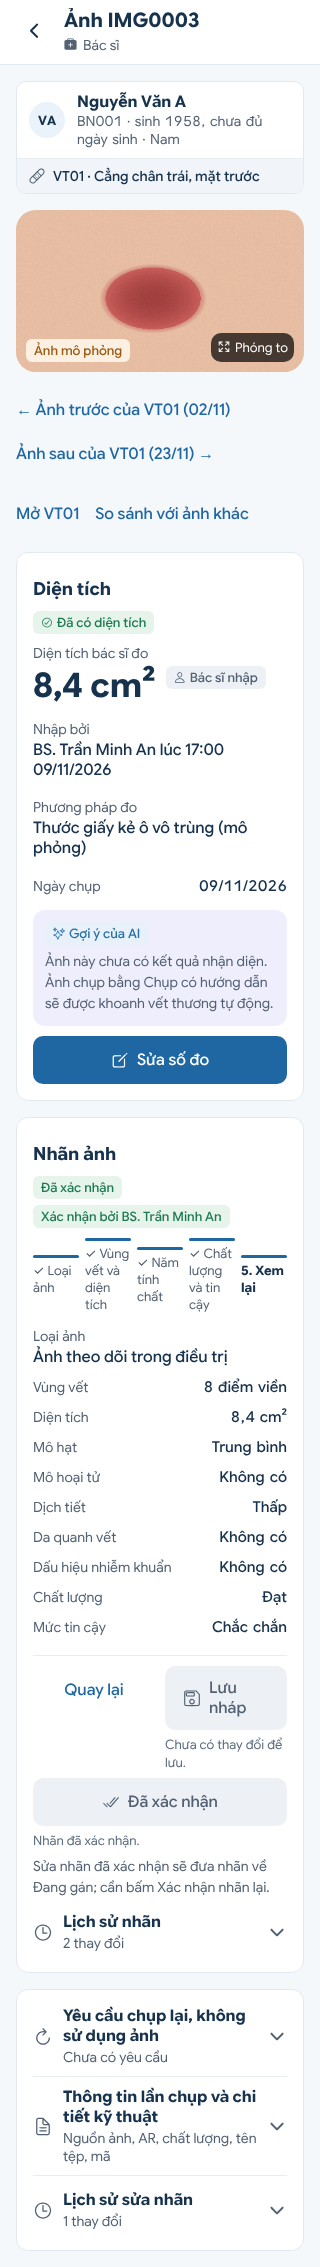 Ảnh IMG0003
Bác sĩ
VA
Nguyễn Văn A
BN001 · sinh 1958, chưa đủ
ngày sinh · Nam
VT01 · Cẳng chân trái, mặt trước
Ảnh mô phỏng
Phóng to
← Ảnh trước của VT01 (02/11)
Ảnh sau của VT01 (23/11) →
Mở VT01 So sánh với ảnh khác
Diện tích
Đã có diện tích
Diện tích bác sĩ đo
8,4 cm² Bác sĩ nhập
Nhập bởi
BS. Trần Minh An lúc 17:00
09/11/2026
Phương pháp đo
Thước giấy kẻ ô vô trùng (mô
phỏng)
Ngày chụp 09/11/2026
Gợi ý của AI
Ảnh này chưa có kết quả nhận diện.
Ảnh chụp bằng Chụp có hướng dẫn
sẽ được khoanh vết thương tự động.
Sửa số đo
Nhãn ảnh
Đã xác nhận
Xác nhận bởi BS. Trần Minh An
✓ Loại
ảnh
✓ Vùng
vết và
diện
tích
✓ Năm
tính
chất
✓ Chất
lượng
và tin
cậy
5. Xem
lại
Loại ảnh
Ảnh theo dõi trong điều trị
Vùng vết 8 điểm viền
Diện tích 8,4 cm²
Mô hạt Trung bình
Mô hoại tử Không có
Dịch tiết Thấp
Da quanh vết Không có
Dấu hiệu nhiễm khuẩn Không có
Chất lượng Đạt
Mức tin cậy Chắc chắn
Quay lại
Lưu
nháp
Chưa có thay đổi để
lưu.
Đã xác nhận
Nhãn đã xác nhận.
Sửa nhãn đã xác nhận sẽ đưa nhãn về
Đang gán; cần bấm Xác nhận nhãn lại.
Lịch sử nhãn
2 thay đổi
Yêu cầu chụp lại, không
sử dụng ảnh
Chưa có yêu cầu
Thông tin lần chụp và chi
tiết kỹ thuật
Nguồn ảnh, AR, chất lượng, tên
tệp, mã
Lịch sử sửa nhãn
1 thay đổi